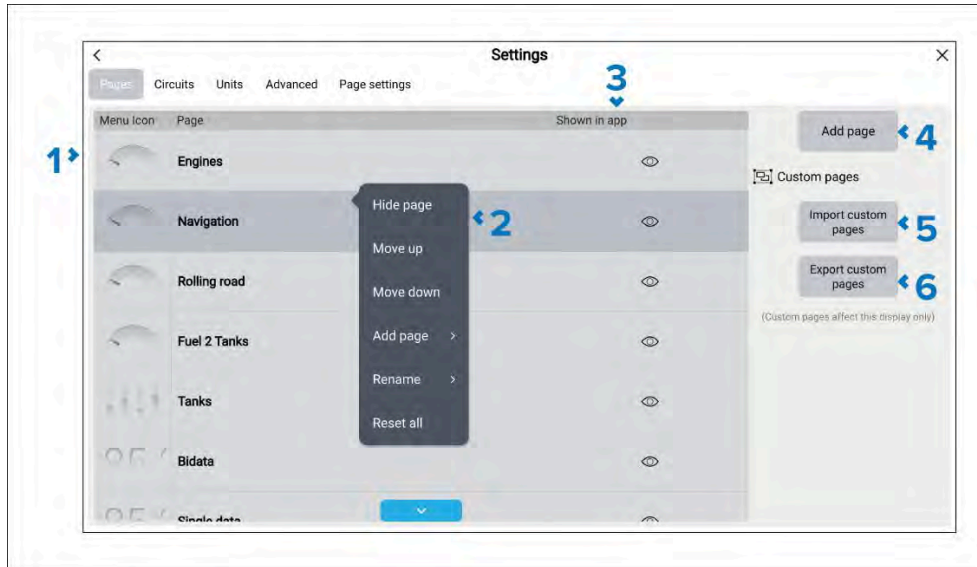 Settings
Pages Circuits Units Advanced Page settings
3
Menu Icon Page Shown in app
1
Engines
Navigation
Rolling road
Fuel 2 Tanks
Tanks
Bidata
Single data
Hide page
Move up
Move down
Add page
Rename
Reset all
2
Add page
4
Custom pages
Import custom
pages
5
Export custom
pages
6
(Custom pages affect this display only)